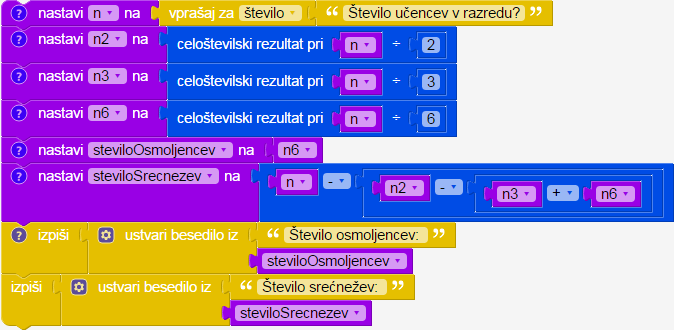 ? nastavi n na vprašaj za število “ Število učencev v razredu? ”
? nastavi n2 na celoštevilski rezultat pri n ÷ 2
? nastavi n3 na celoštevilski rezultat pri n ÷ 3
? nastavi n6 na celoštevilski rezultat pri n ÷ 6
? nastavi steviloOsmoljencev na n6
? nastavi steviloSrecnezev na n - n2 - n3 + n6
? izpiši ustvari besedilo iz “ Število osmoljencev: ”
steviloOsmoljencev
izpiši ustvari besedilo iz “ Število srećnežev: ”
steviloSrecnezev